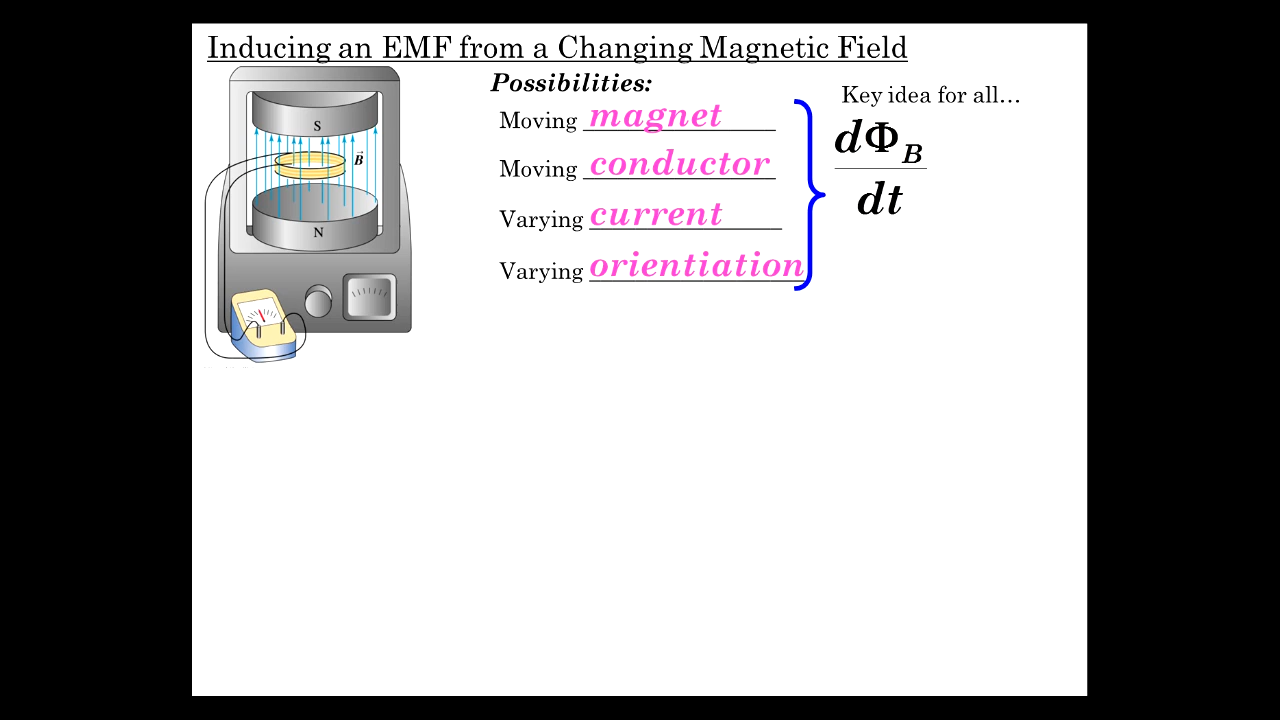 Inducing an EMF from a Changing Magnetic Field
Possibilities:
Moving magnet
Moving conductor
Varying current
Varying orientiation
Key idea for all…
dΦ_B
dt
S
B⃗
N